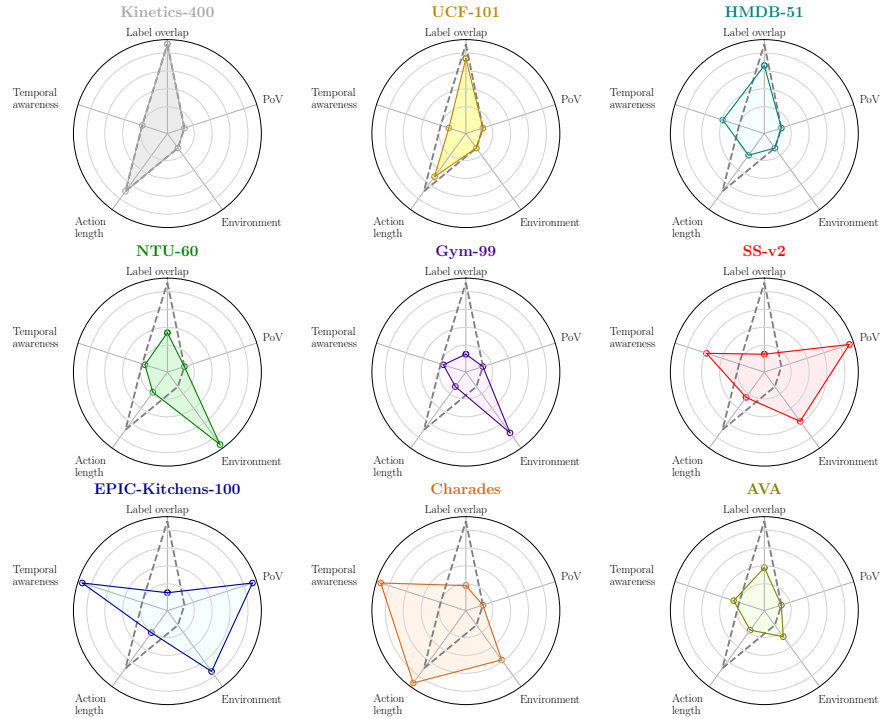 Kinetics-400
Label overlap
Temporal
awareness
PoV
Action
length
Environment
UCF-101
Label overlap
Temporal
awareness
PoV
Action
length
Environment
HMDB-51
Label overlap
Temporal
awareness
PoV
Action
length
Environment
NTU-60
Label overlap
Temporal
awareness
PoV
Action
length
Environment
Gym-99
Label overlap
Temporal
awareness
PoV
Action
length
Environment
SS-v2
Label overlap
Temporal
awareness
PoV
Action
length
Environment
EPIC-Kitchens-100
Label overlap
Temporal
awareness
PoV
Action
length
Environment
Charades
Label overlap
Temporal
awareness
PoV
Action
length
Environment
AVA
Label overlap
Temporal
awareness
PoV
Action
length
Environment